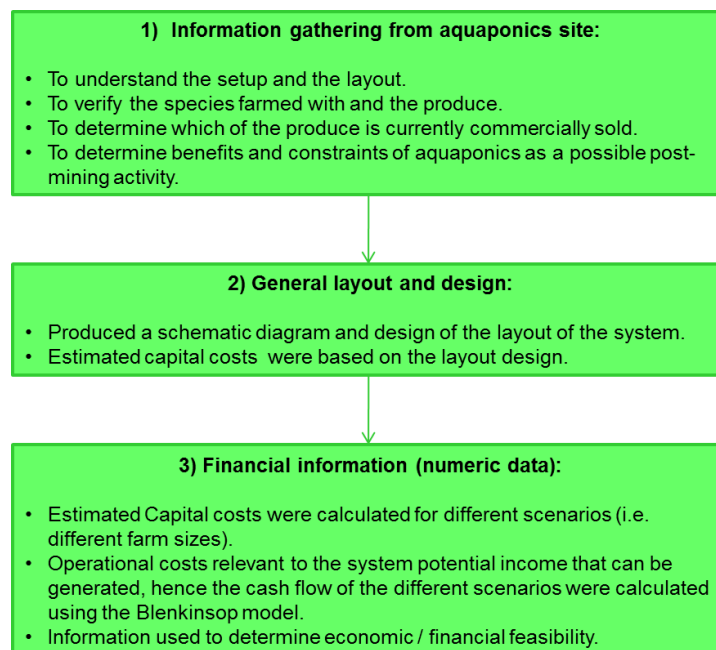 1) Information gathering from aquaponics site:
• To understand the setup and the layout.
• To verify the species farmed with and the produce.
• To determine which of the produce is currently commercially sold.
• To determine benefits and constraints of aquaponics as a possible post-
mining activity.
2) General layout and design:
• Produced a schematic diagram and design of the layout of the system.
• Estimated capital costs were based on the layout design.
3) Financial information (numeric data):
• Estimated Capital costs were calculated for different scenarios (i.e.
different farm sizes).
• Operational costs relevant to the system potential income that can be
generated, hence the cash flow of the different scenarios were calculated
using the Blenkinsop model.
• Information used to determine economic / financial feasibility.